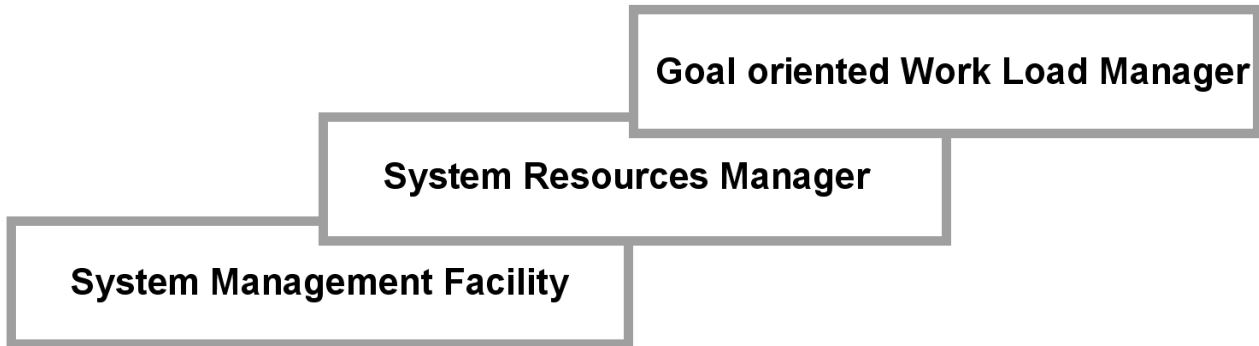 Goal oriented Work Load Manager
System Resources Manager
System Management Facility